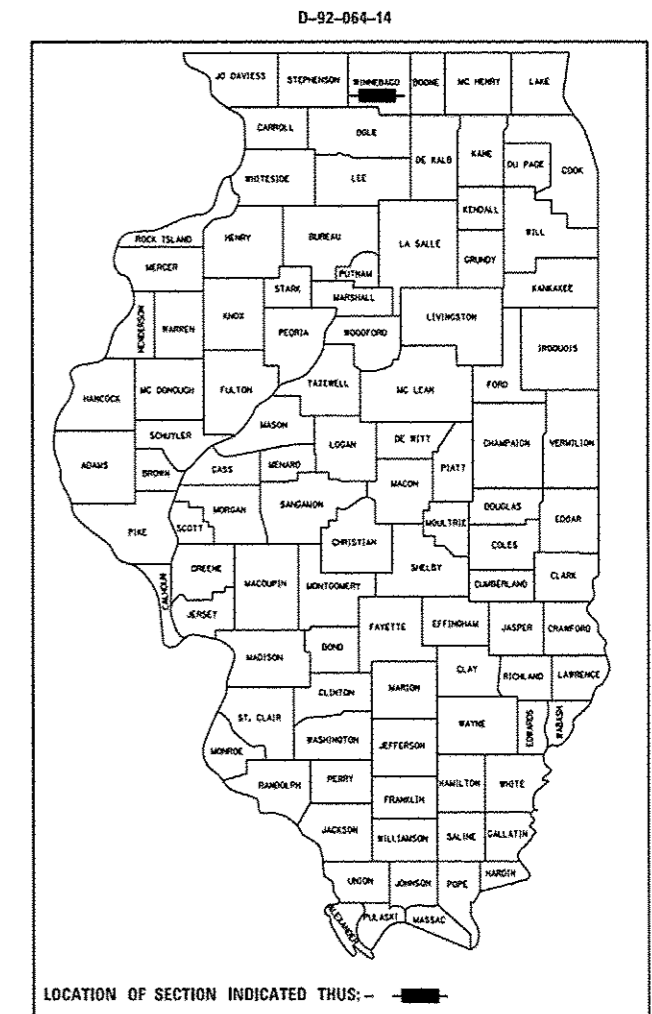 D-92-064-14
JO DAVIESS STEPHENSON WINNEBAGO BOONE MC HENRY LAKE
CARROLL OGLE DE KALB KANE DU PAGE COOK
WHITESIDE LEE KENDALL WILL
ROCK ISLAND HENRY BUREAU LA SALLE GRUNDY
MERCER PUTNAM KANKAKEE
STARK MARSHALL
HENDERSON WARREN KNOX PEORIA WOODFORD LIVINGSTON IROQUOIS
HANCOCK MC DONOUGH FULTON TAZEWELL MC LEAN FORD
SCHUYLER MASON LOGAN DE WITT CHAMPAIGN VERMILION
ADAMS BROWN CASS MENARD MACON PIATT
PIKE SCOTT MORGAN SANGAMON CHRISTIAN MOULTRIE DOUGLAS EDGAR
COLES
CALHOUN GREENE MACOUPIN MONTGOMERY SHELBY CUMBERLAND CLARK
JERSEY FAYETTE EFFINGHAM JASPER CRAWFORD
MADISON BOND CLAY RICHLAND LAWRENCE
CLINTON MARION WAYNE EDWARDS WABASH
ST. CLAIR WASHINGTON JEFFERSON
MONROE
RANDOLPH PERRY FRANKLIN HAMILTON WHITE
JACKSON WILLIAMSON SALINE GALLATIN
UNION JOHNSON POPE HARDIN
ALEXANDER PULASKI MASSAC
LOCATION OF SECTION INDICATED THUS;-